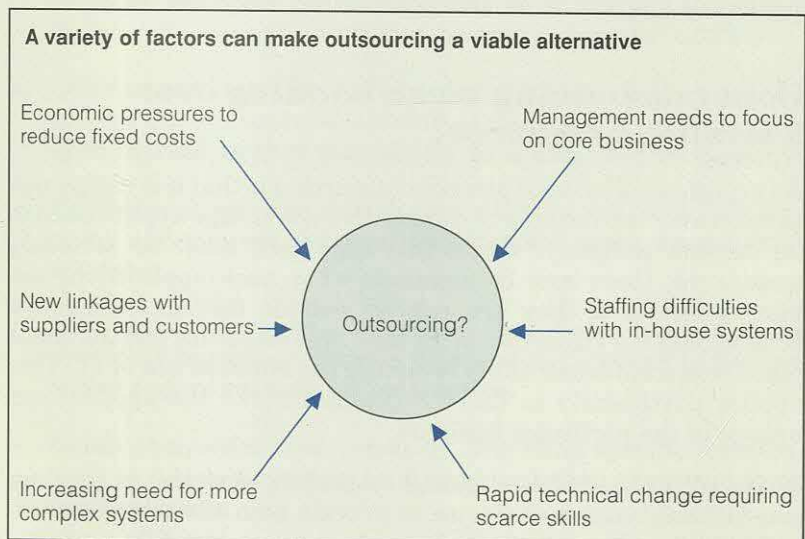 A variety of factors can make outsourcing a viable alternative
Economic pressures to
reduce fixed costs
Management needs to focus
on core business
New linkages with
suppliers and customers
Outsourcing?
Staffing difficulties
with in-house systems
Increasing need for more
complex systems
Rapid technical change requiring
scarce skills